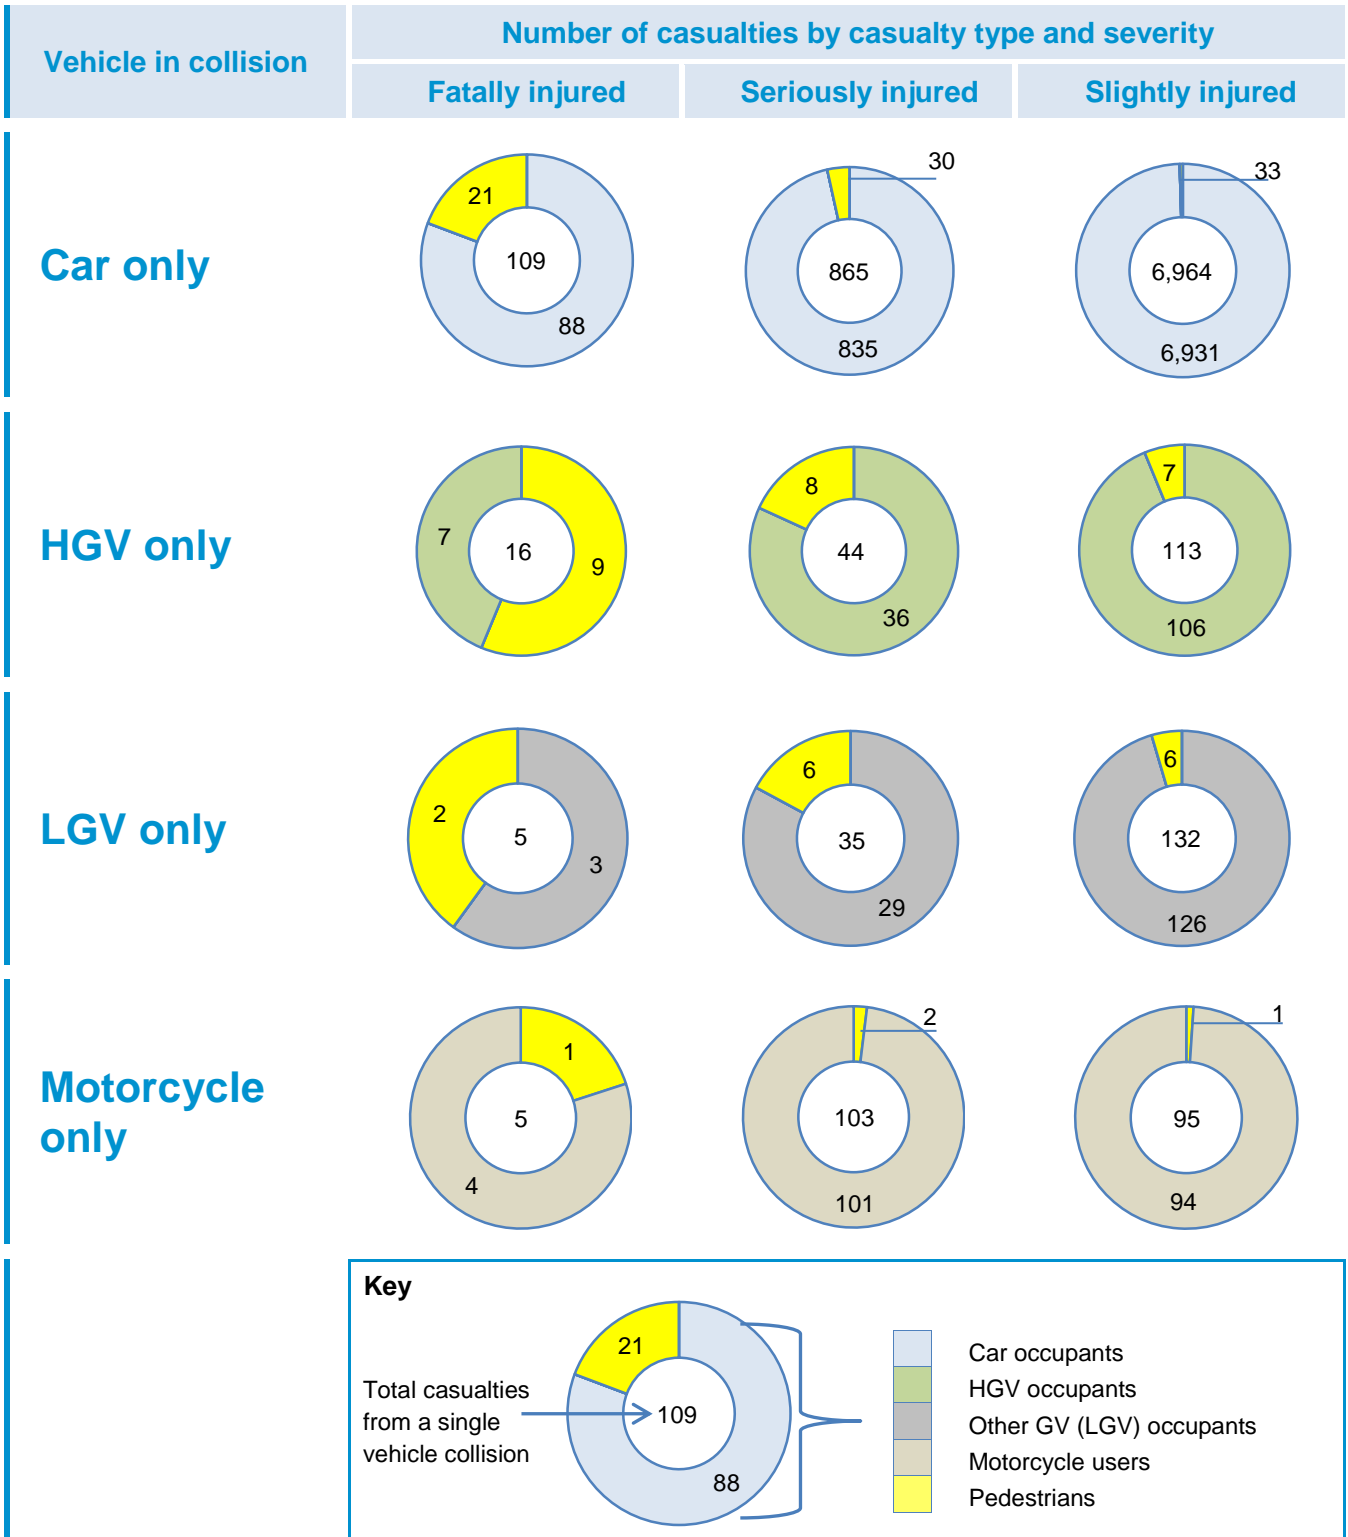 Vehicle in collision
Number of casualties by casualty type and severity
Fatally injured
Seriously injured
Slightly injured
Car only
21
109
88
30
865
835
33
6,964
6,931
HGV only
7
16
9
8
44
36
7
113
106
LGV only
2
5
3
6
35
29
6
132
126
Motorcycle
only
1
5
4
2
103
101
1
95
94
Key
21
109
88
Total casualties
from a single
vehicle collision
Car occupants
HGV occupants
Other GV (LGV) occupants
Motorcycle users
Pedestrians